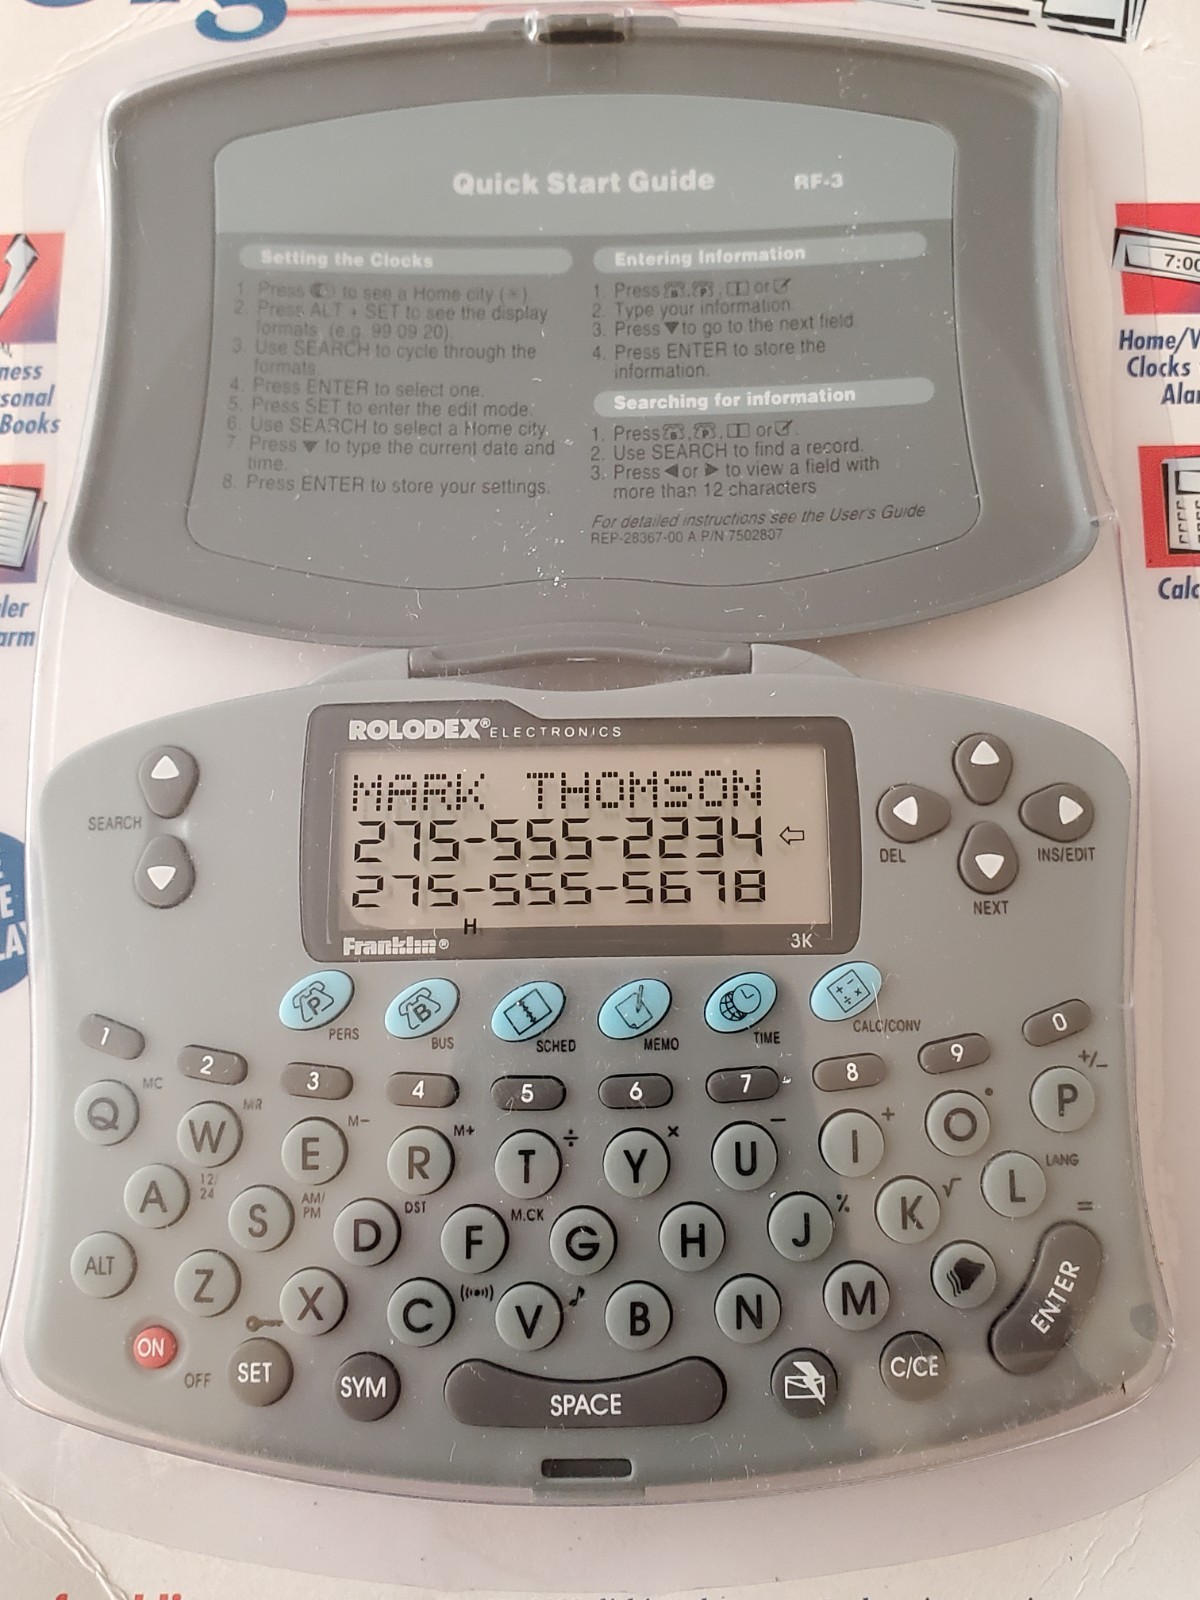 Quick Start Guide RF-3
Setting the Clocks
1. Press to see a Home city (☀)
2. Press ALT + SET to see the display
formats (e.g. 99 09 20).
3. Use SEARCH to cycle through the
formats.
4. Press ENTER to select one.
5. Press SET to enter the edit mode.
6. Use SEARCH to select a Home city.
7. Press ▼ to type the current date and
time.
8. Press ENTER to store your settings.
Entering Information
1. Press , , or
2. Type your information.
3. Press ▼ to go to the next field.
4. Press ENTER to store the
information.
Searching for information
1. Press , , or .
2. Use SEARCH to find a record.
3. Press ◀ or ▶ to view a field with
more than 12 characters
For detailed instructions see the User's Guide
REP-28367-00 A P/N 7502807
ness
sonal
Books
ler
arm
7:00
Home/
Clocks
Calc
ROLODEX® ELECTRONICS
MARK THOMSON
275-555-2234 ⇦
275-555-5678
H
Franklin® 3K
SEARCH
DEL INS/EDIT
NEXT
P B
PERS BUS SCHED MEMO TIME CALC/CONV
1 2 3 4 5 6 7 8 9 0
MC MR M- M+ ÷ × − + • +/−
Q W E R T Y U I O P
12/24 AM/PM DST M.CK % √ LANG =
A S D F G H J K L
ALT Z X C V B N M ENTER
ON OFF SET SYM SPACE C/CE